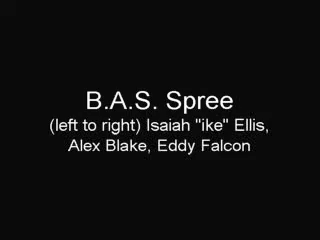 B.A.S. Spree
(left to right) Isaiah "ike" Ellis,
Alex Blake, Eddy Falcon